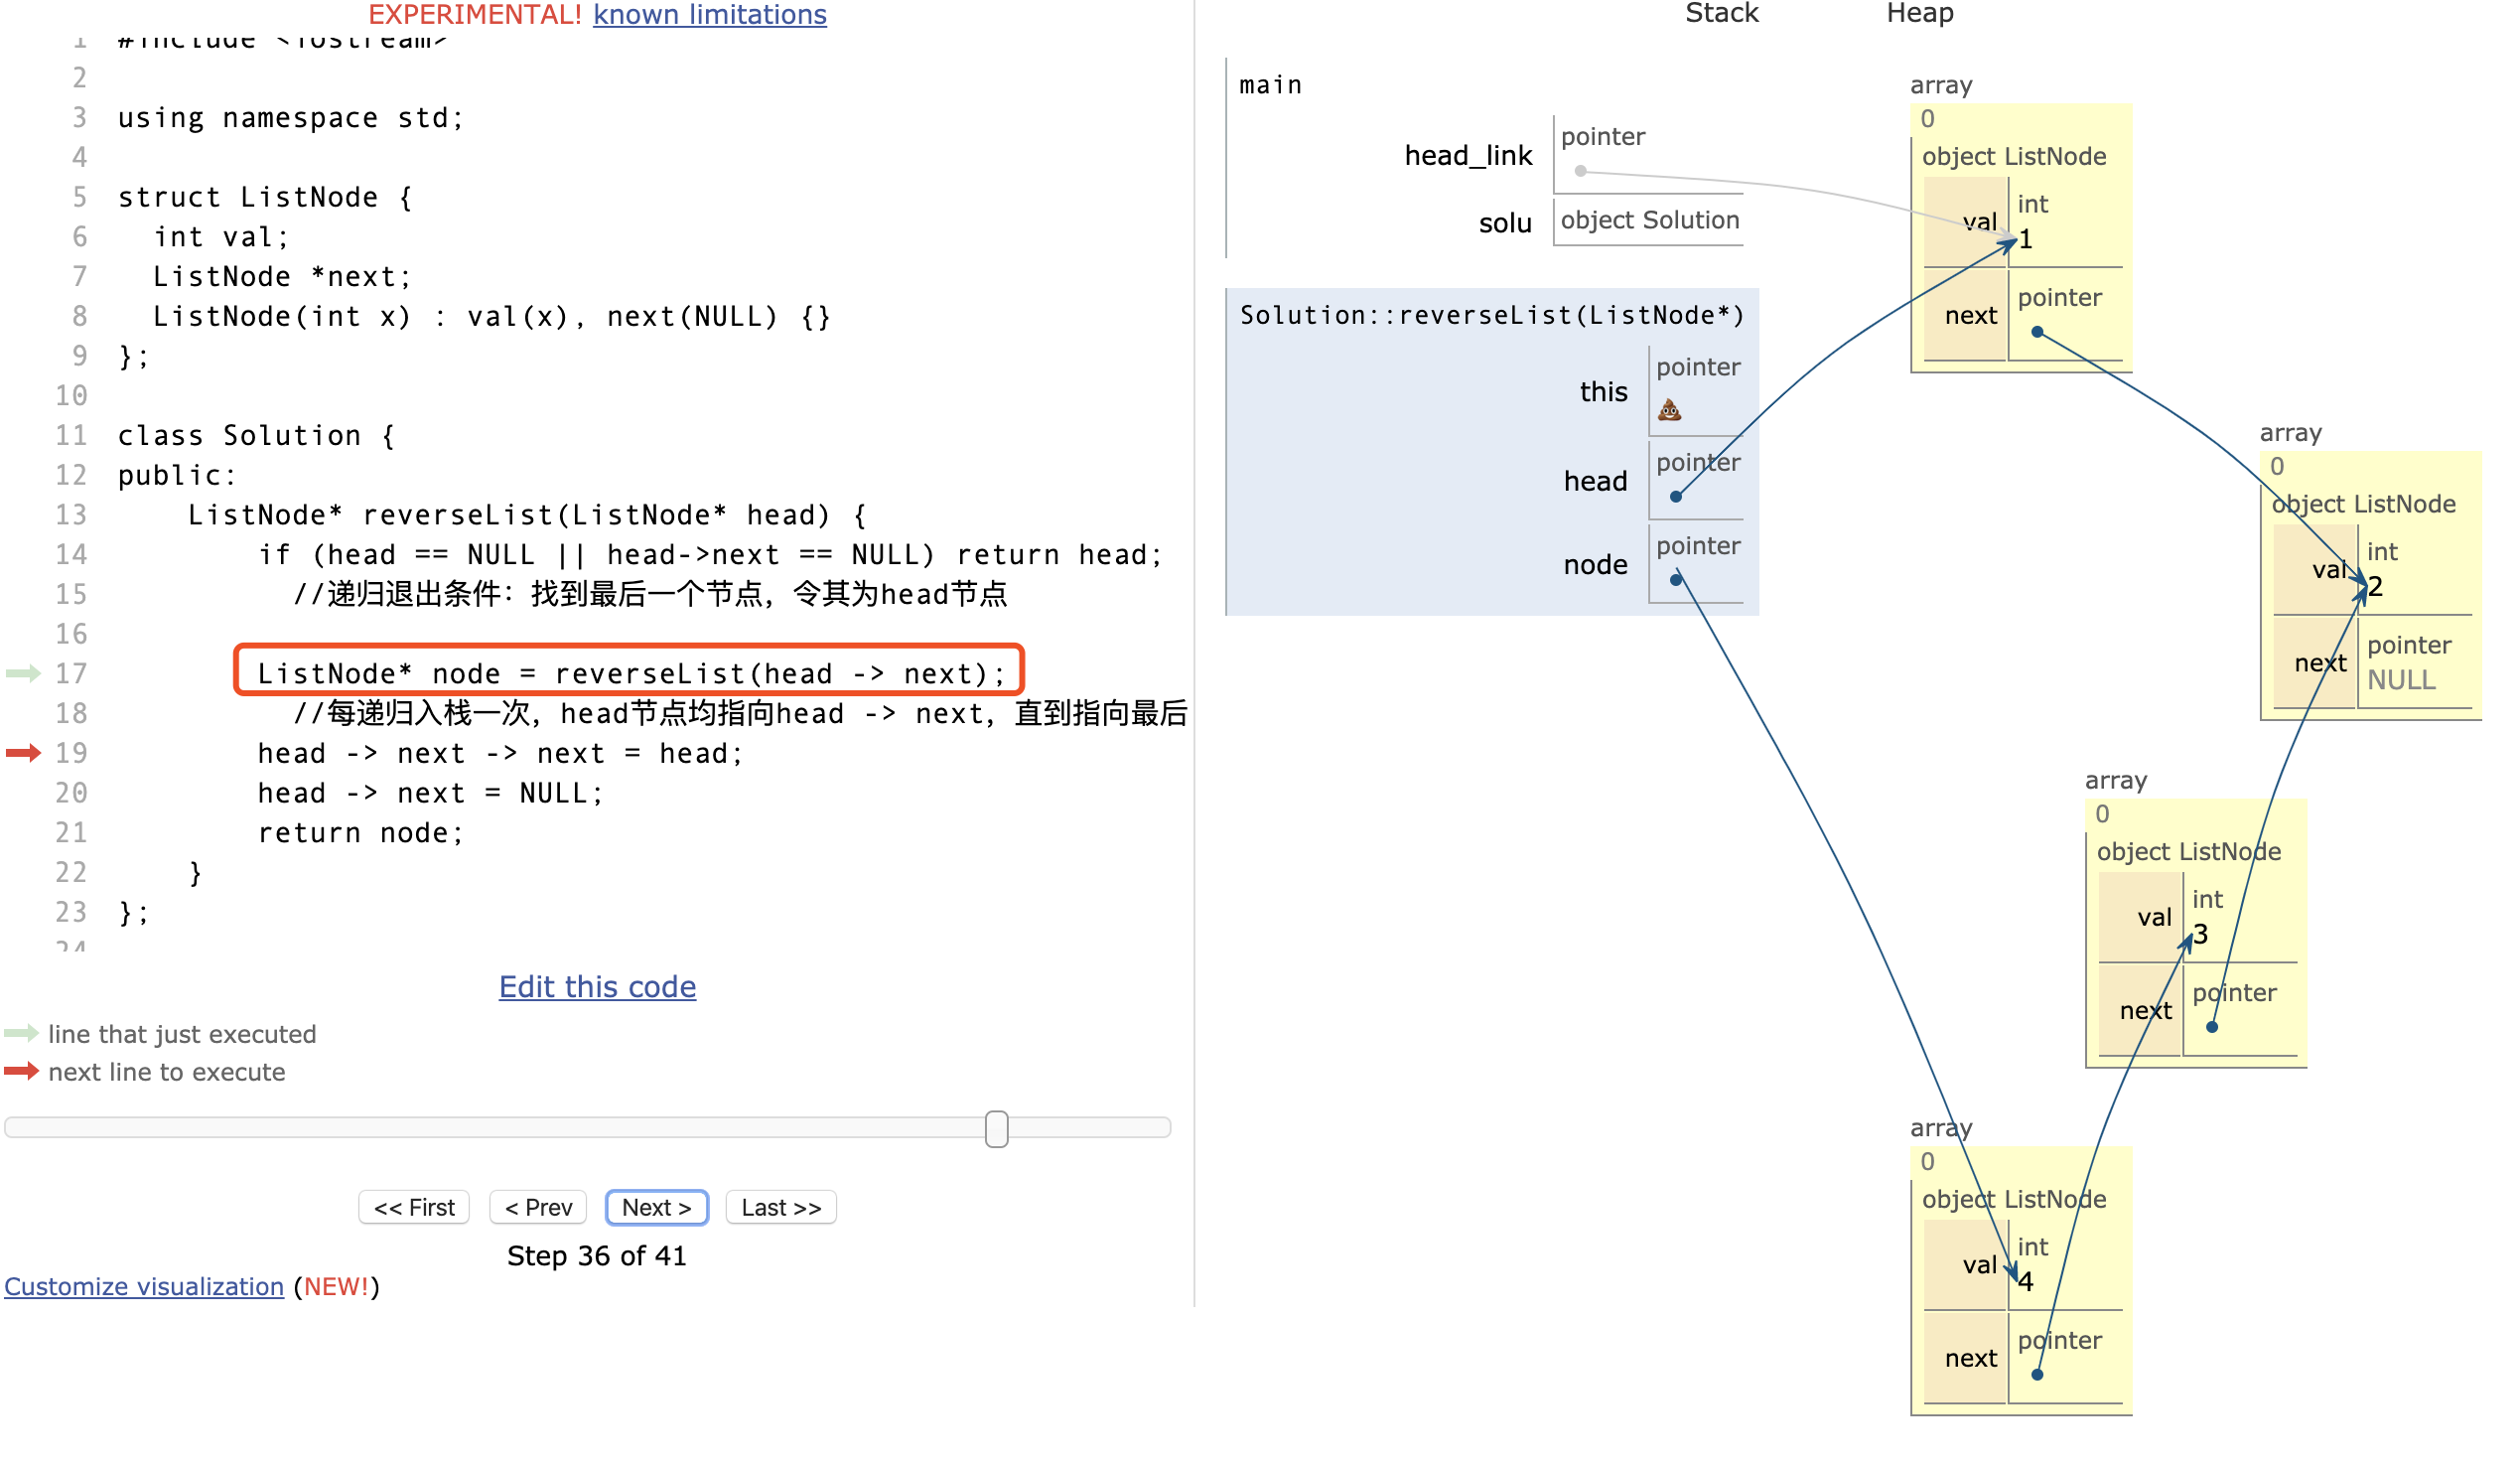 EXPERIMENTAL! known limitations
1 #include <iostream>
2
3 using namespace std;
4
5 struct ListNode {
6 int val;
7 ListNode *next;
8 ListNode(int x) : val(x), next(NULL) {}
9 };
10
11 class Solution {
12 public:
13 ListNode* reverseList(ListNode* head) {
14 if (head == NULL || head->next == NULL) return head;
15 //递归退出条件：找到最后一个节点，令其为head节点
16
17 ListNode* node = reverseList(head -> next);
18 //每递归入栈一次，head节点均指向head -> next，直到指向最后
19 head -> next -> next = head;
20 head -> next = NULL;
21 return node;
22 }
23 };
24
Edit this code
line that just executed
next line to execute
<< First < Prev Next > Last >>
Step 36 of 41
Customize visualization (NEW!)
Stack Heap
main
head_link pointer
solu object Solution
Solution::reverseList(ListNode*)
this pointer
💩
head pointer
node pointer
array
0
object ListNode
val int
1
next pointer
array
0
object ListNode
val int
2
next pointer
NULL
array
0
object ListNode
val int
3
next pointer
array
0
object ListNode
val int
4
next pointer